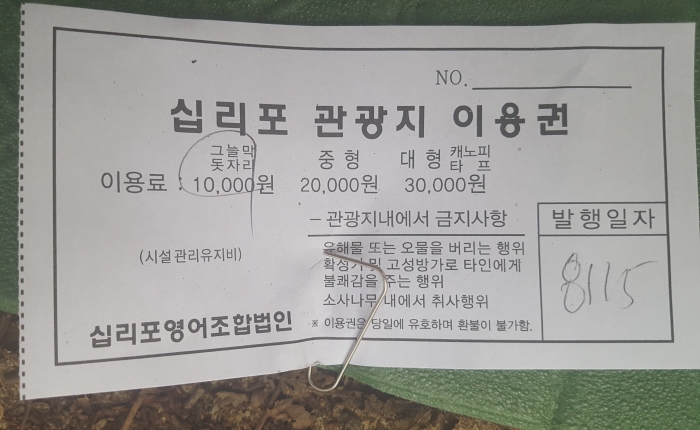 NO.
십리포 관광지 이용권
그늘막 돗자리 중형 대형 캐노피 타프
이용료 : 10,000원 20,000원 30,000원
(시설관리유지비)
십리포영어조합법인
– 관광지내에서 금지사항
유해물 또는 오물을 버리는 행위
확성기 및 고성방가로 타인에게
불쾌감을 주는 행위
소사나무 내에서 취사행위
※ 이용권은 당일에 유호하며 환불이 불가함.
발행일자